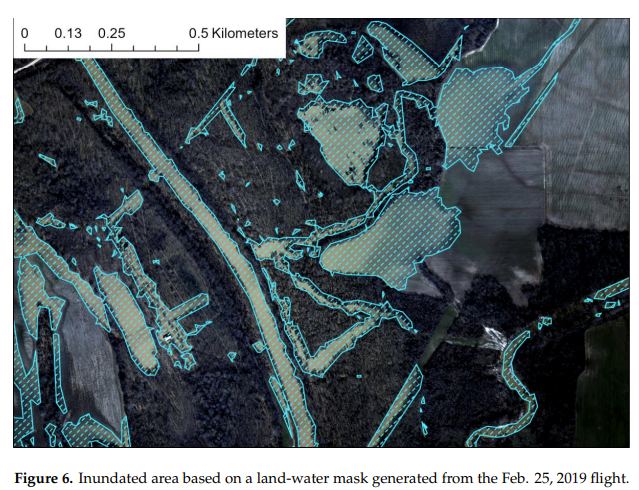 0 0.13 0.25 0.5 Kilometers
Figure 6. Inundated area based on a land-water mask generated from the Feb. 25, 2019 flight.